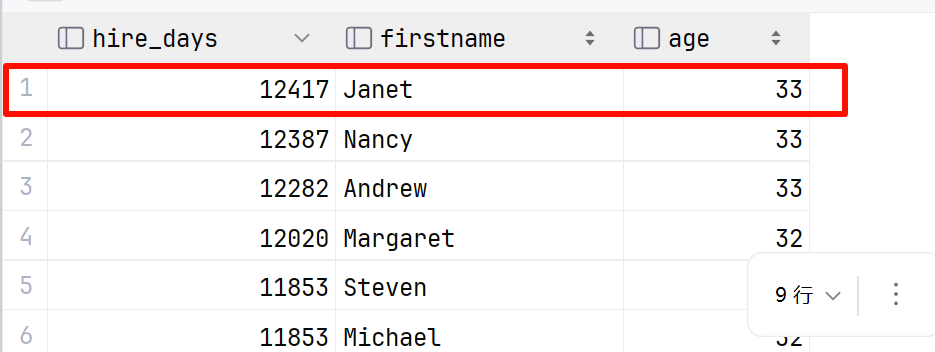 hire_days firstname age
1 12417 Janet 33
2 12387 Nancy 33
3 12282 Andrew 33
4 12020 Margaret 32
5 11853 Steven
9 行
6 11853 Michael 32